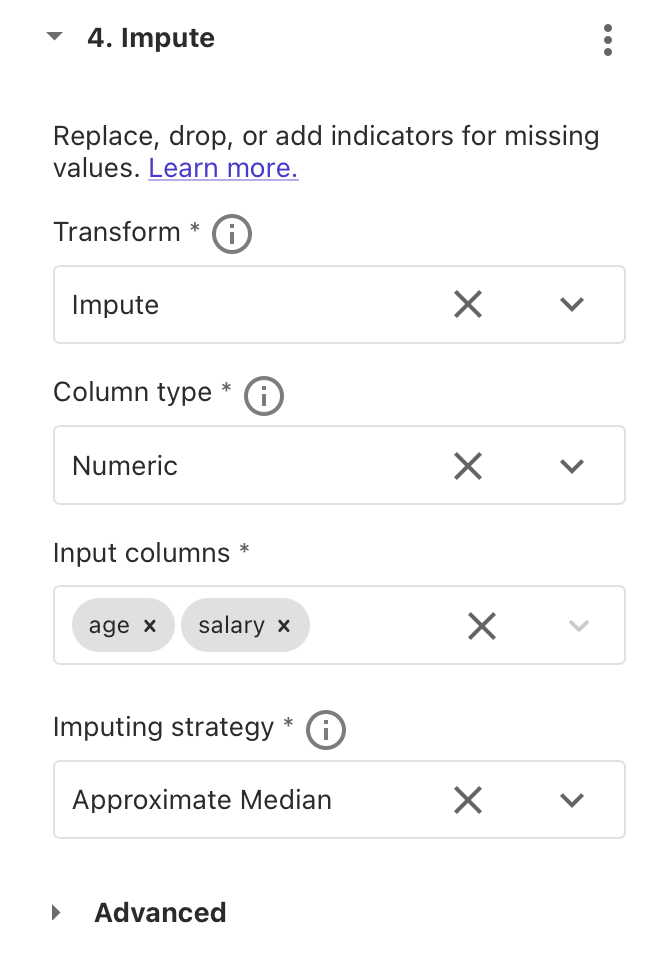 4. Impute
Replace, drop, or add indicators for missing
values. Learn more.
Transform *
Impute
Column type *
Numeric
Input columns *
age × salary ×
Imputing strategy *
Approximate Median
Advanced